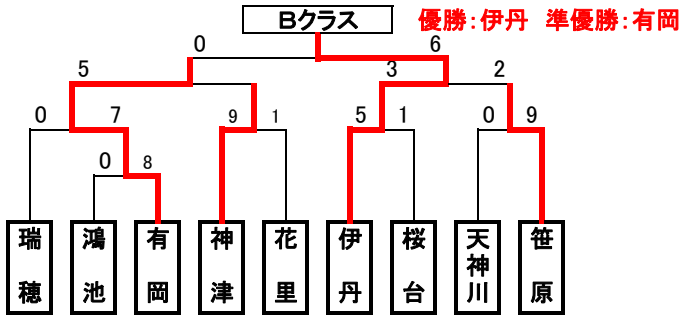 Bクラス
優勝：伊丹 準優勝：有岡
0 6
5 3 2
0 7 9 1 5 1 0 9
0 8
瑞穂 鴻池 有岡 神津 花里 伊丹 桜台 天神川 笹原